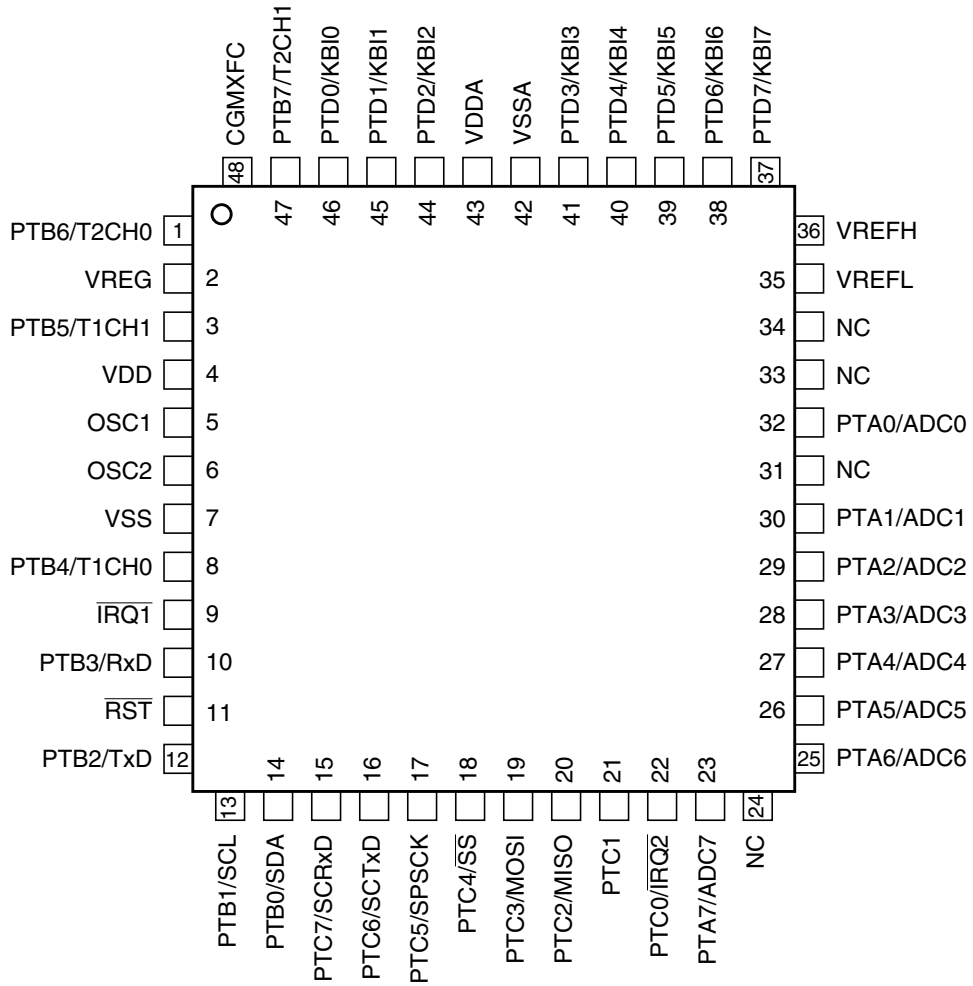 CGMXFC
PTB7/T2CH1
PTD0/KBI0
PTD1/KBI1
PTD2/KBI2
VDDA
VSSA
PTD3/KBI3
PTD4/KBI4
PTD5/KBI5
PTD6/KBI6
PTD7/KBI7
48
47
46
45
44
43
42
41
40
39
38
37
PTB6/T2CH0 1
VREG 2
PTB5/T1CH1 3
VDD 4
OSC1 5
OSC2 6
VSS 7
PTB4/T1CH0 8
IRQ1 9
PTB3/RxD 10
RST 11
PTB2/TxD 12
36 VREFH
35 VREFL
34 NC
33 NC
32 PTA0/ADC0
31 NC
30 PTA1/ADC1
29 PTA2/ADC2
28 PTA3/ADC3
27 PTA4/ADC4
26 PTA5/ADC5
25 PTA6/ADC6
13
14
15
16
17
18
19
20
21
22
23
24
PTB1/SCL
PTB0/SDA
PTC7/SCRxD
PTC6/SCTxD
PTC5/SPSCK
PTC4/SS
PTC3/MOSI
PTC2/MISO
PTC1
PTC0/IRQ2
PTA7/ADC7
NC